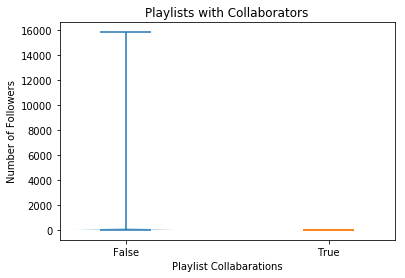 Playlists with Collaborators
Number of Followers
16000
14000
12000
10000
8000
6000
4000
2000
0
False
True
Playlist Collabarations